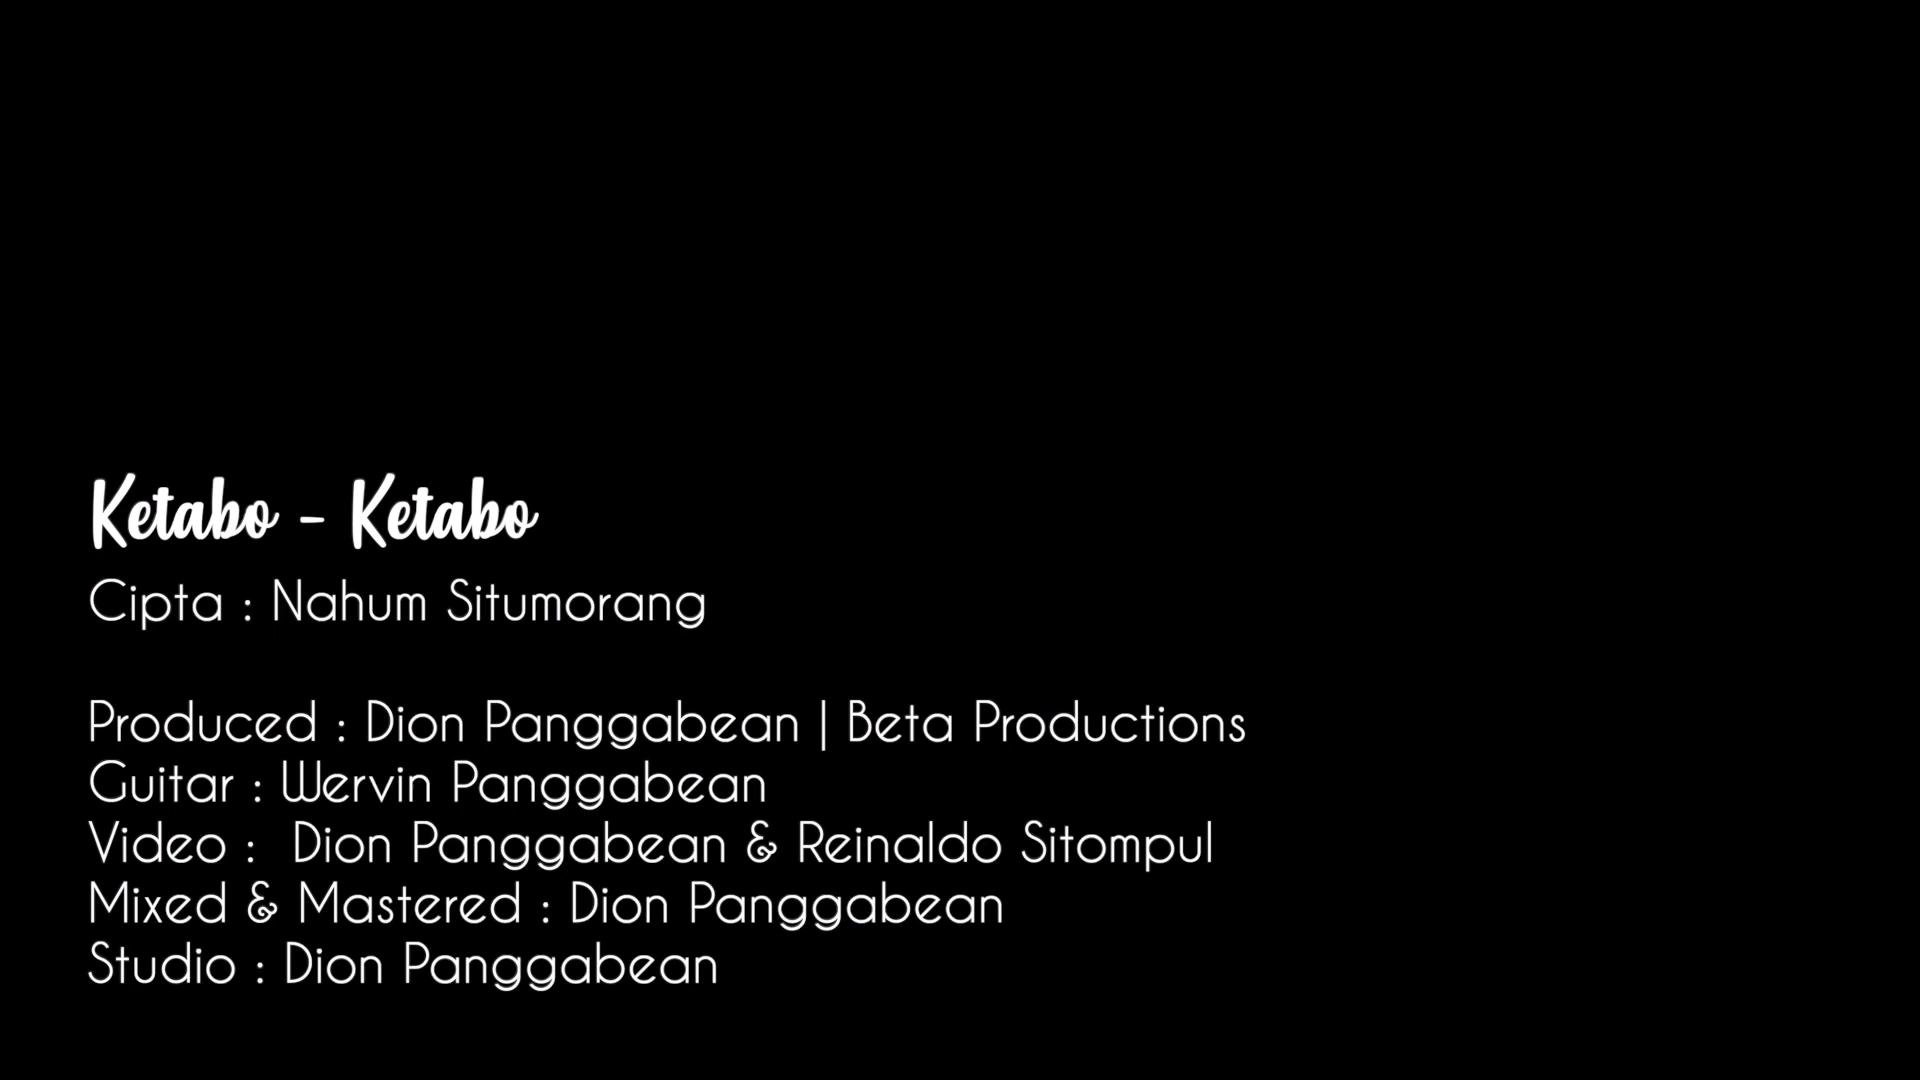 Ketabo - Ketabo
Cipta : Nahum Situmorang
Produced : Dion Panggabean | Beta Productions
Guitar : Wervin Panggabean
Video :  Dion Panggabean & Reinaldo Sitompul
Mixed & Mastered : Dion Panggabean
Studio : Dion Panggabean